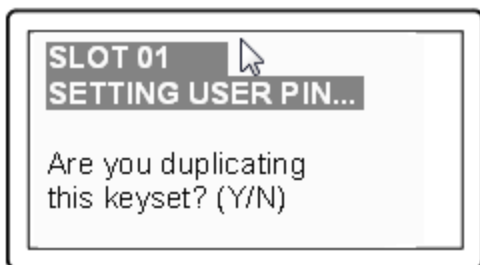 SLOT 01
SETTING USER PIN...
Are you duplicating
this keyset? (Y/N)